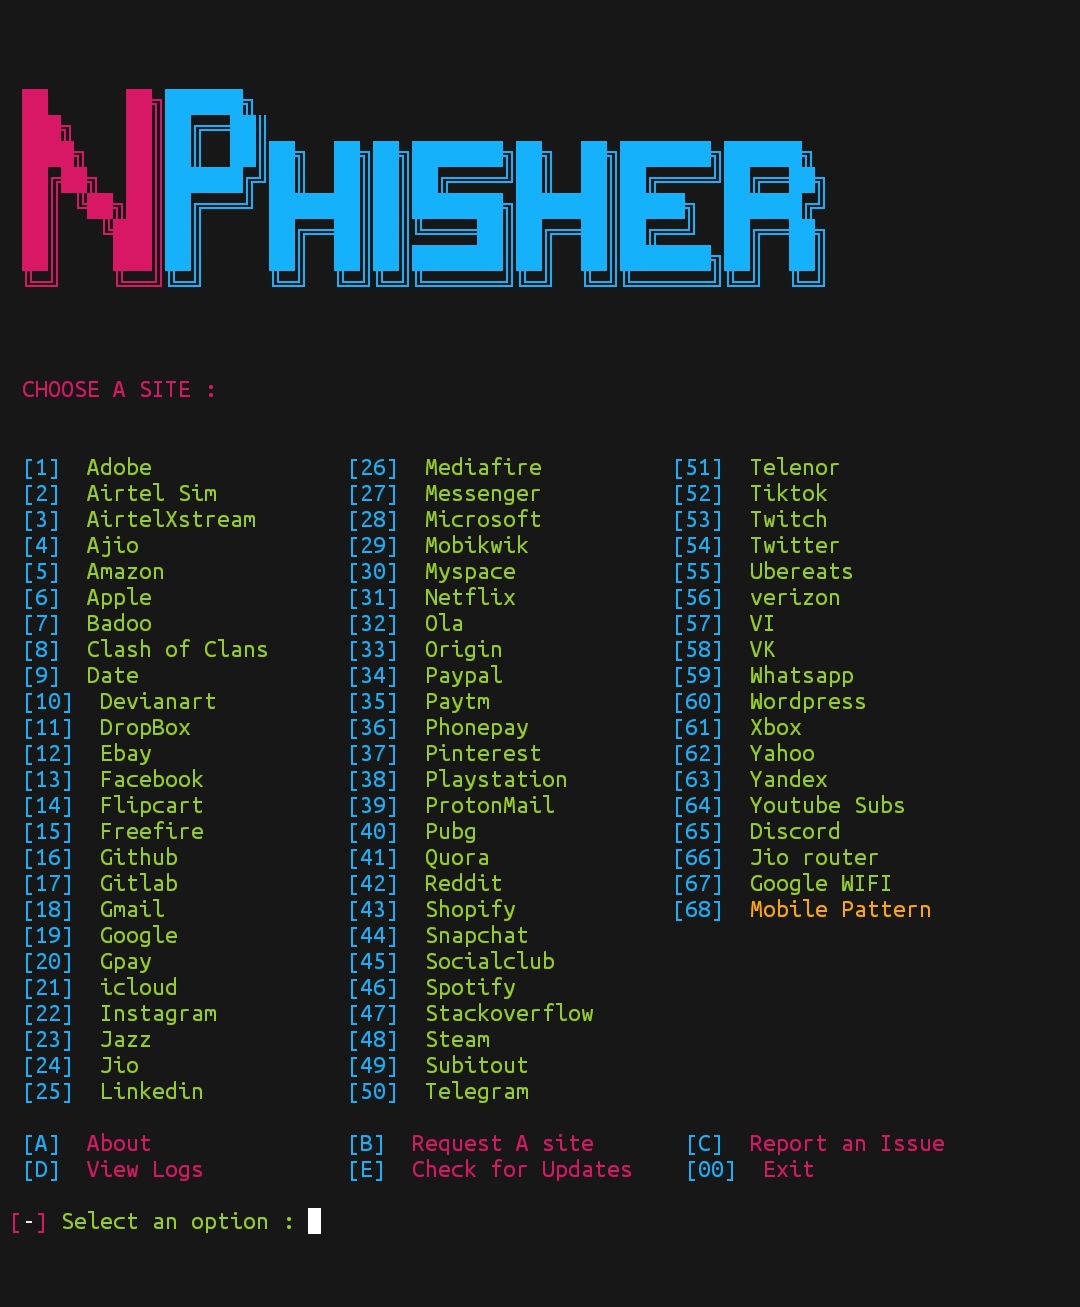 NPHISHER
CHOOSE A SITE :
[1] Adobe [26] Mediafire [51] Telenor
[2] Airtel Sim [27] Messenger [52] Tiktok
[3] AirtelXstream [28] Microsoft [53] Twitch
[4] Ajio [29] Mobikwik [54] Twitter
[5] Amazon [30] Myspace [55] Ubereats
[6] Apple [31] Netflix [56] verizon
[7] Badoo [32] Ola [57] VI
[8] Clash of Clans [33] Origin [58] VK
[9] Date [34] Paypal [59] Whatsapp
[10] Devianart [35] Paytm [60] Wordpress
[11] DropBox [36] Phonepay [61] Xbox
[12] Ebay [37] Pinterest [62] Yahoo
[13] Facebook [38] Playstation [63] Yandex
[14] Flipcart [39] ProtonMail [64] Youtube Subs
[15] Freefire [40] Pubg [65] Discord
[16] Github [41] Quora [66] Jio router
[17] Gitlab [42] Reddit [67] Google WIFI
[18] Gmail [43] Shopify [68] Mobile Pattern
[19] Google [44] Snapchat
[20] Gpay [45] Socialclub
[21] icloud [46] Spotify
[22] Instagram [47] Stackoverflow
[23] Jazz [48] Steam
[24] Jio [49] Subitout
[25] Linkedin [50] Telegram
[A] About [B] Request A site [C] Report an Issue
[D] View Logs [E] Check for Updates [00] Exit
[-] Select an option :